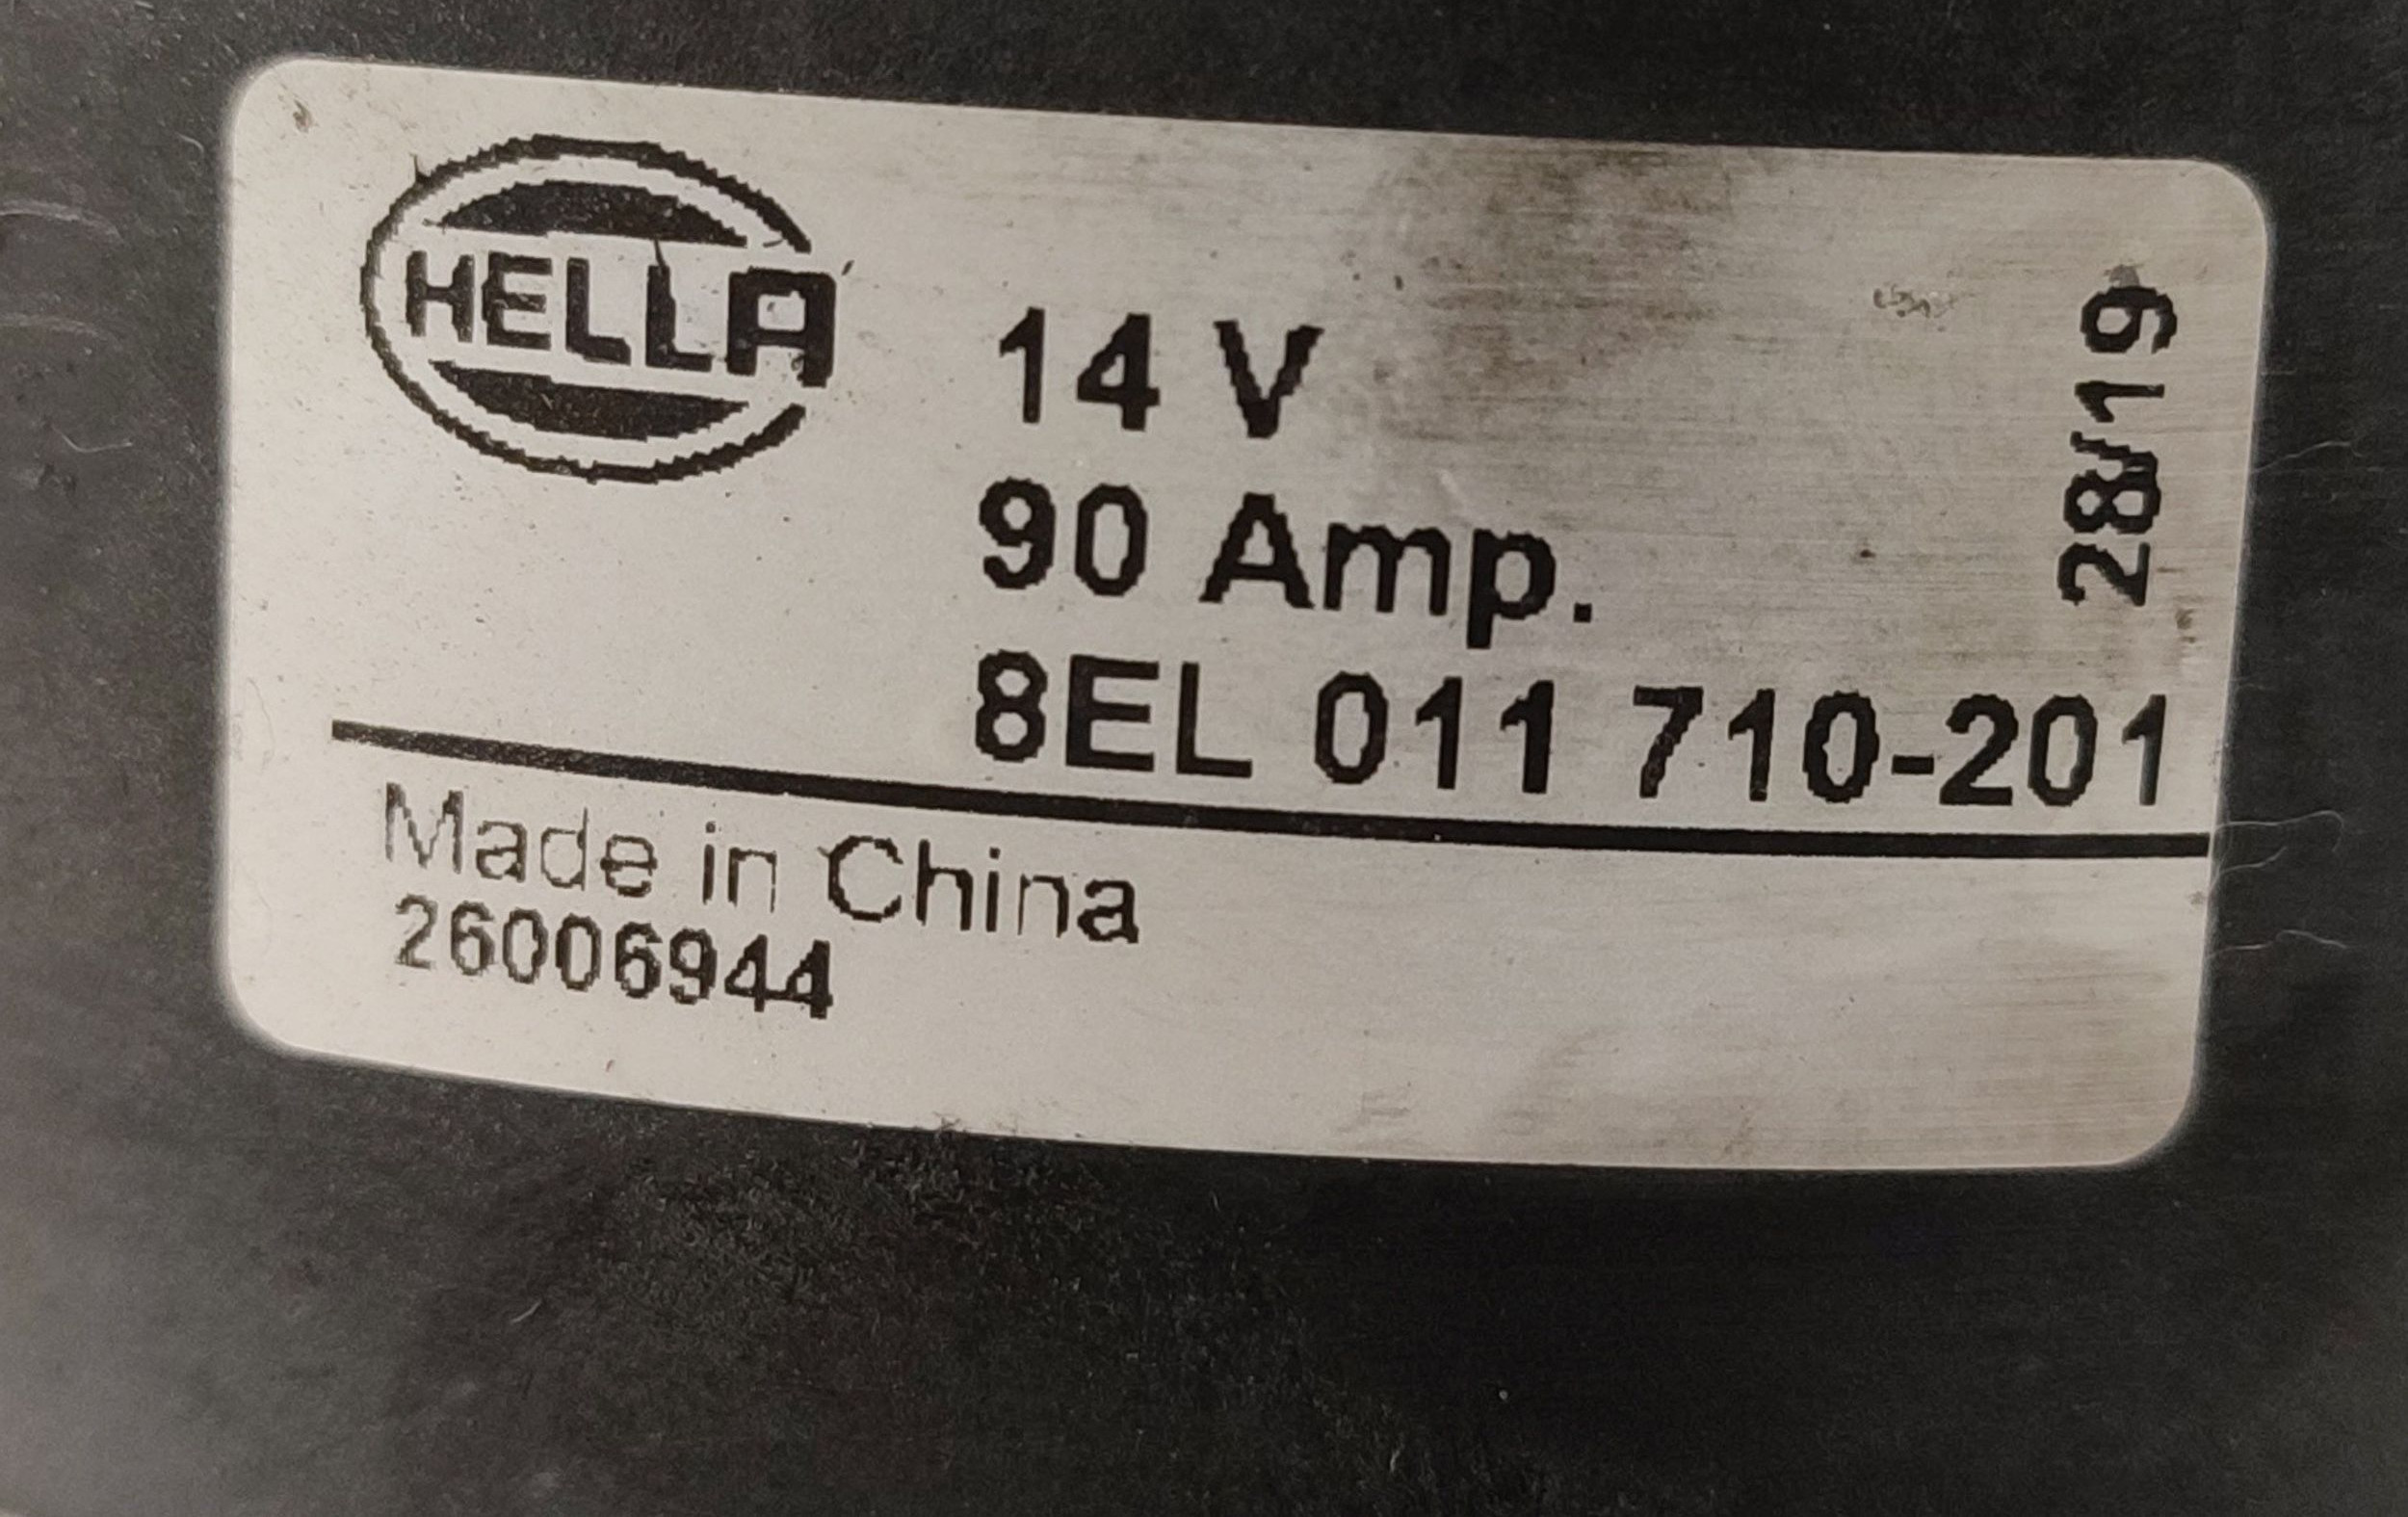 HELLA
14 V
90 Amp.
8EL 011 710-201
28/19
Made in China
26006944